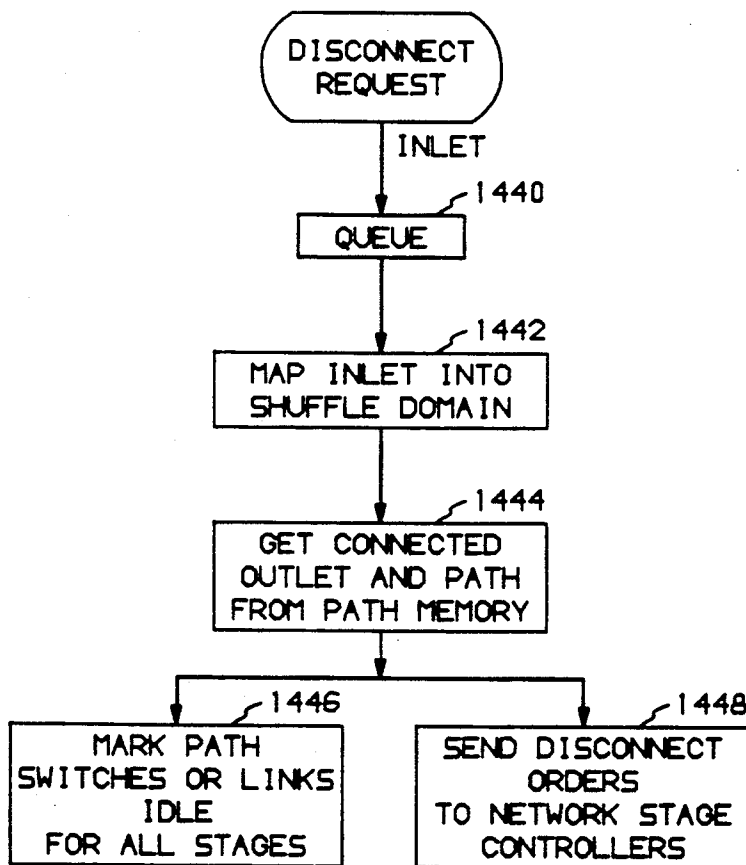 DISCONNECT
REQUEST
INLET
1440
QUEUE
1442
MAP INLET INTO
SHUFFLE DOMAIN
1444
GET CONNECTED
OUTLET AND PATH
FROM PATH MEMORY
1446
MARK PATH
SWITCHES OR LINKS
IDLE
FOR ALL STAGES
1448
SEND DISCONNECT
ORDERS
TO NETWORK STAGE
CONTROLLERS